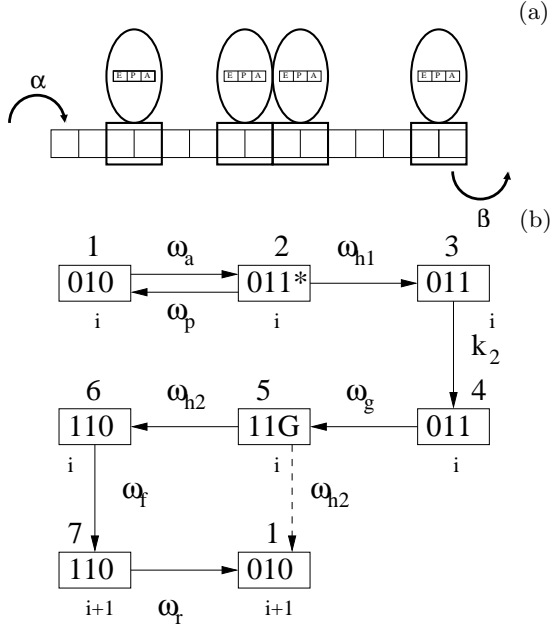 (a)
E P A E P A E P A E P A
α
β
(b)
1 ω_a 2 ω_h1 3
010 011* 011
i ω_p i i
k_2
6 ω_h2 5 ω_g 4
110 11G 011
i i i
ω_f ω_h2
7 1
110 010
i+1 ω_r i+1